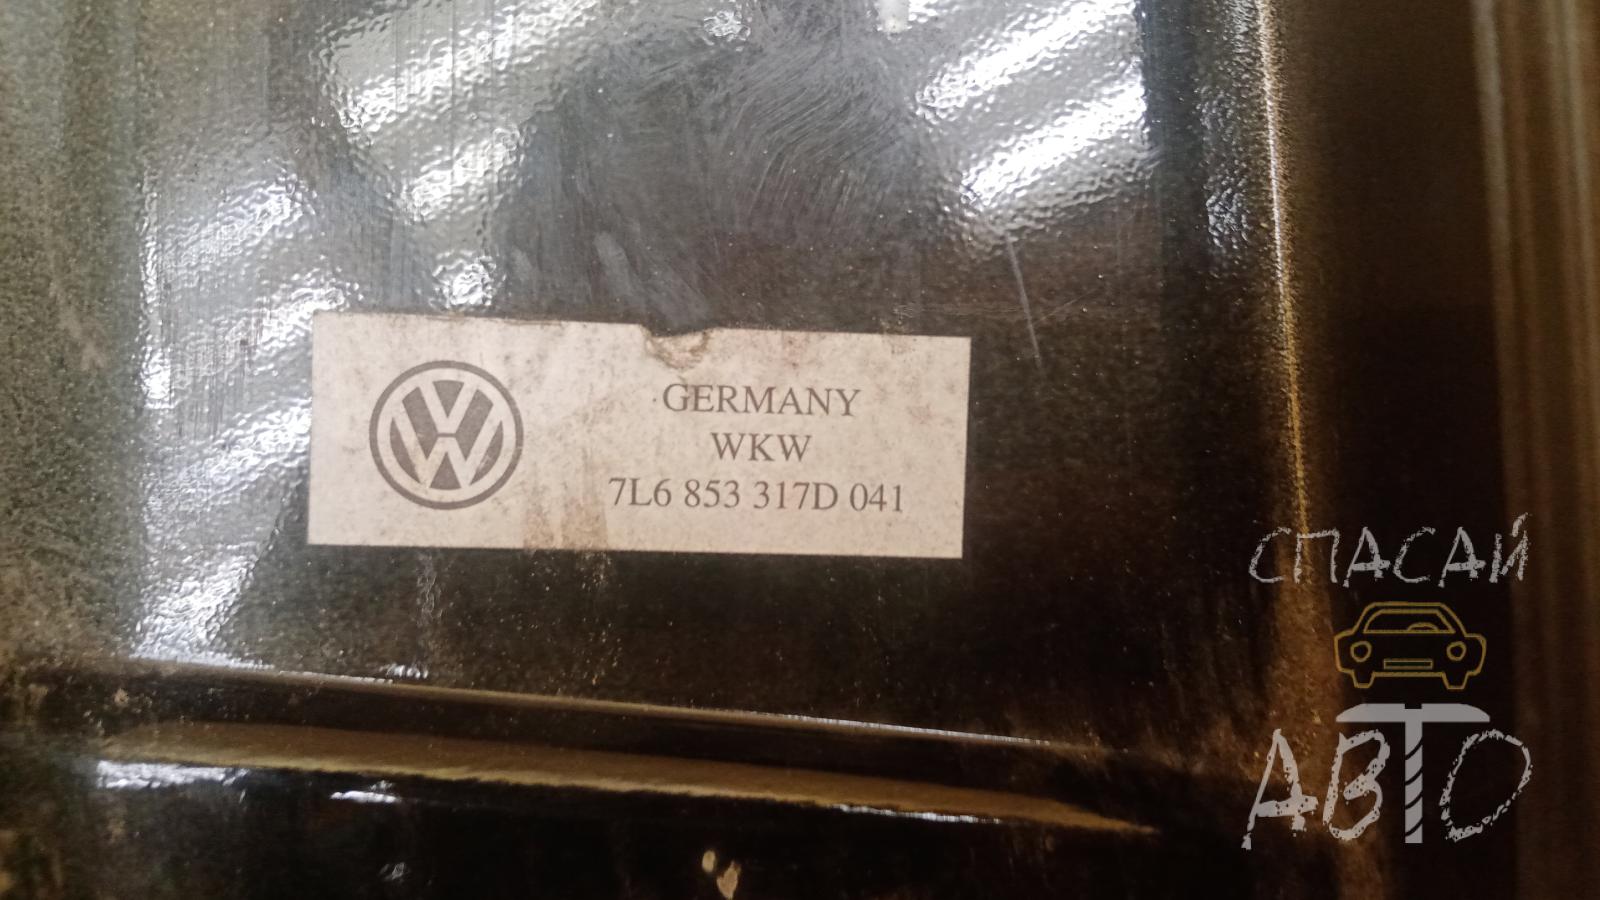 GERMANY
WKW
7L6 853 317D 041
СПАСАЙ
АВТО